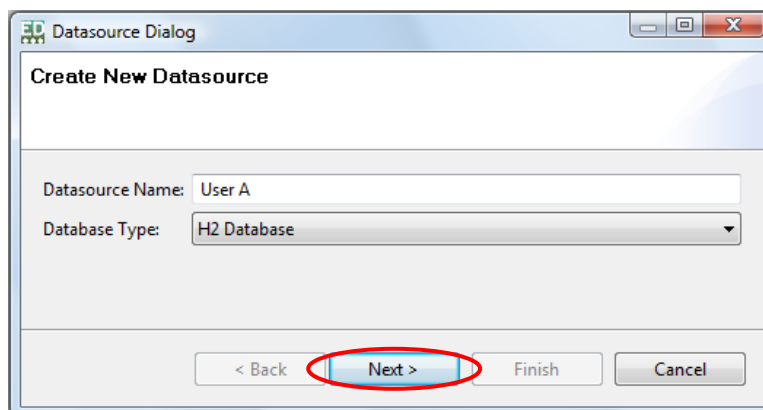 Datasource Dialog
Create New Datasource
Datasource Name: User A
Database Type: H2 Database
< Back Next > Finish Cancel